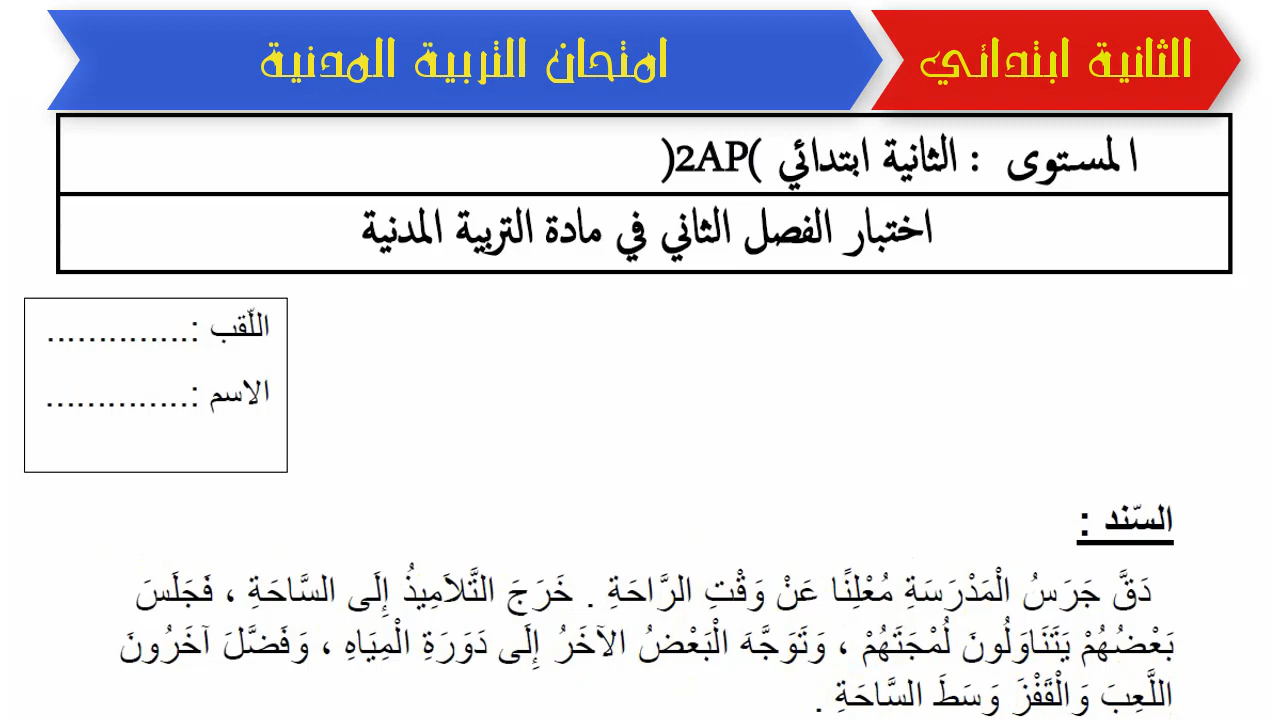 الثانية ابتدائي
امتحان التربية المدنية
المستوى : الثانية ابتدائي )2AP(
اختبار الفصل الثاني في مادة التربية المدنية
اللّقب :..............
الاسم :..............
السّند :
دَقَّ جَرَسُ الْمَدْرَسَةِ مُعْلِنًا عَنْ وَقْتِ الرَّاحَةِ . خَرَجَ التَّلَامِيذُ إِلَى السَّاحَةِ ، فَجَلَسَ
بَعْضُهُمْ يَتَنَاوَلُونَ لُمْجَتَهُمْ ، وَتَوَجَّهَ الْبَعْضُ الآخَرُ إِلَى دَوَرَةِ الْمِيَاهِ ، وَفَضَّلَ آخَرُونَ
اللَّعِبَ وَالْقَفْزَ وَسَطَ السَّاحَةِ .